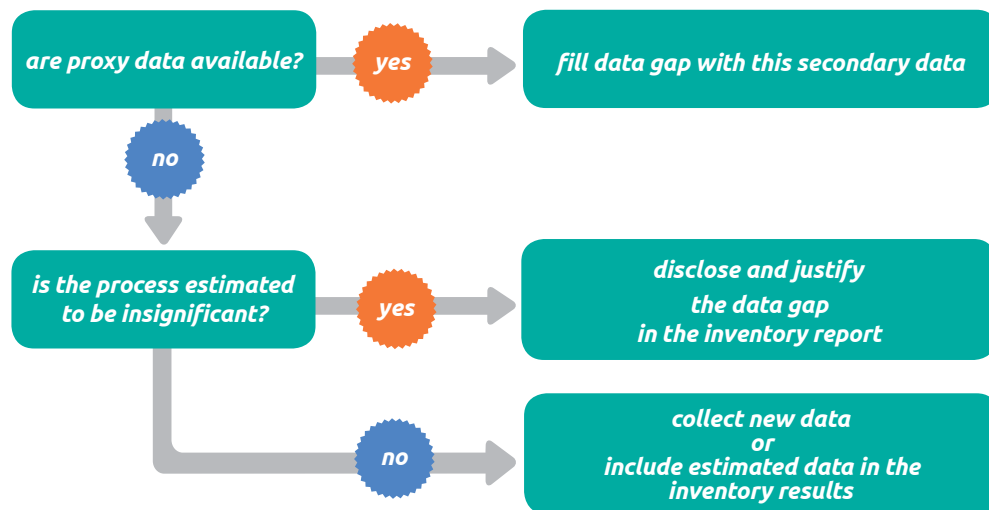 are proxy data available?
yes
fill data gap with this secondary data
no
is the process estimated
to be insignificant?
yes
disclose and justify
the data gap
in the inventory report
no
collect new data
or
include estimated data in the
inventory results